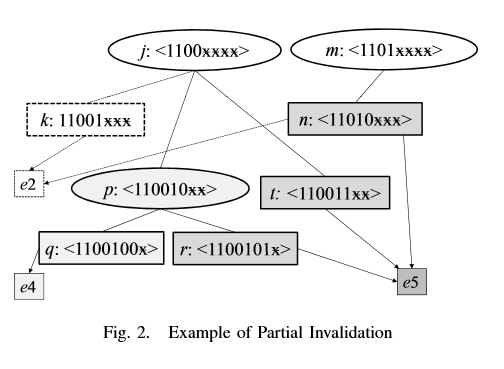 j: <1100xxxx>
m: <1101xxxx>
k: 11001xxx
n: <11010xxx>
e2
p: <110010xx>
t: <110011xx>
q: <1100100x>
r: <1100101x>
e4
e5
Fig. 2. Example of Partial Invalidation